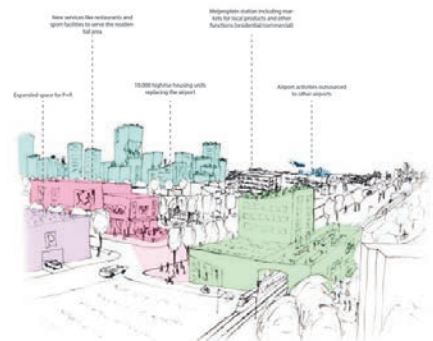 New services like restaurants and
sport facilities to serve the residen-
tial area
Meijenplein station including mar-
kets for local products and other
functions (residential/commercial)
Expanded space for P+R
10.000 highrise housing units
replacing the airport
Airport activities outsourced
to other airports
P